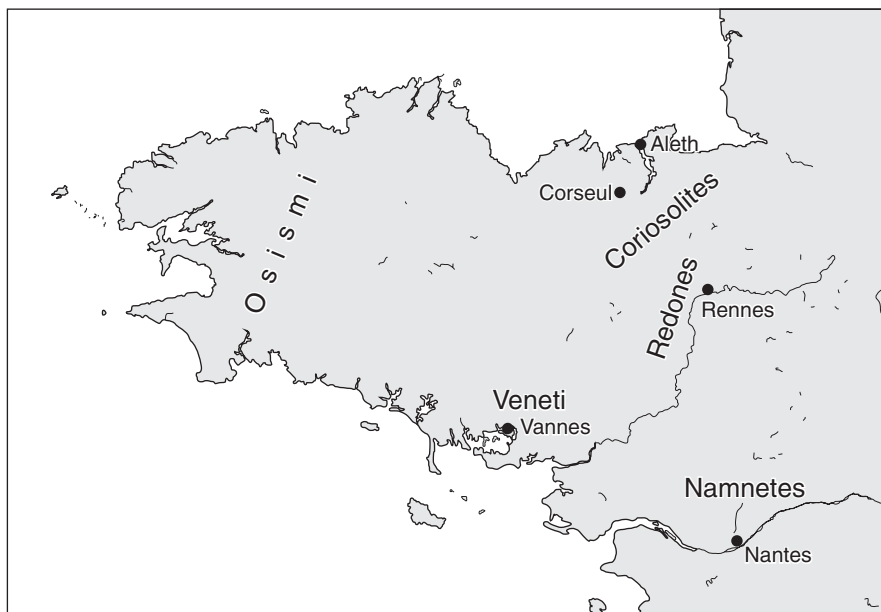 Aleth
Corseul
Coriosolites
Osismi
Redones
Rennes
Veneti
Vannes
Namnetes
Nantes